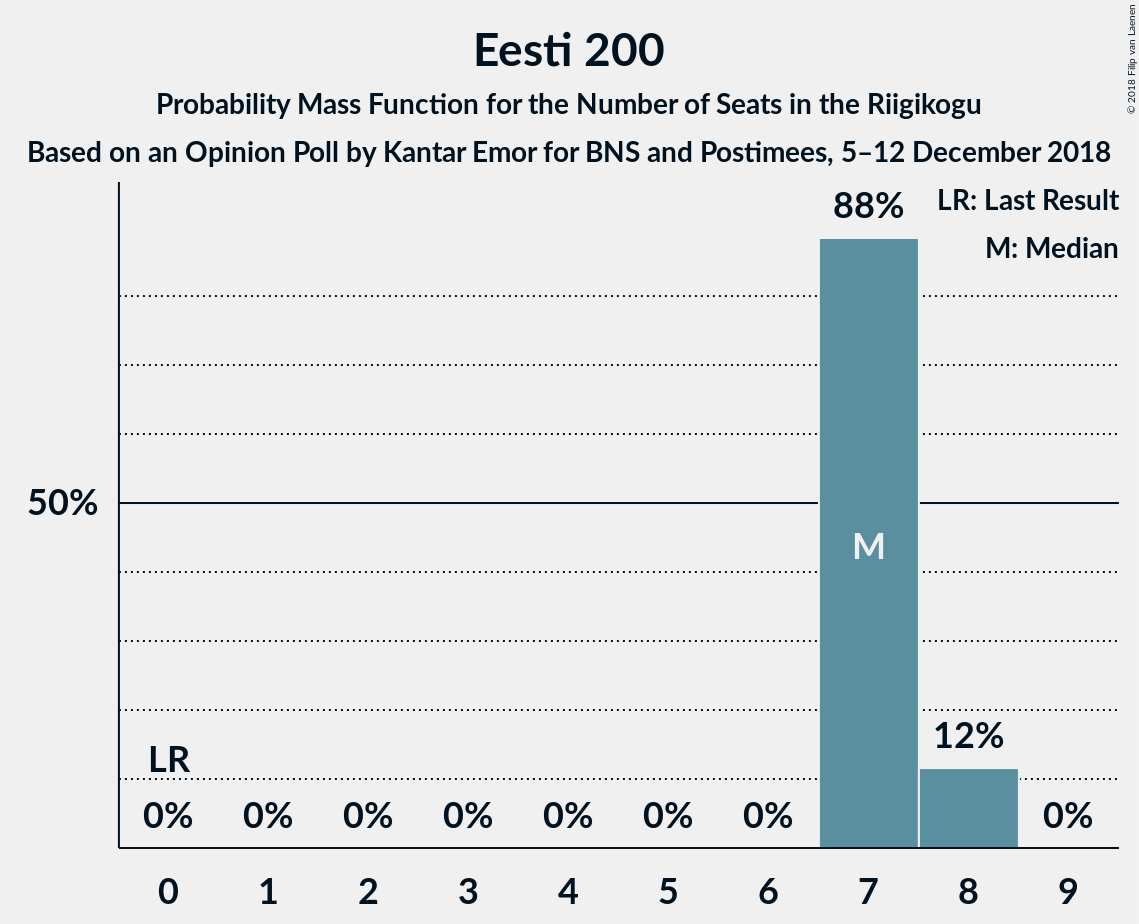 Eesti 200
Probability Mass Function for the Number of Seats in the Riigikogu
Based on an Opinion Poll by Kantar Emor for BNS and Postimees, 5–12 December 2018
© 2018 Filip van Laenen
LR: Last Result
M: Median
88%
50%
M
12%
LR
0% 0% 0% 0% 0% 0% 0% 0%
0 1 2 3 4 5 6 7 8 9